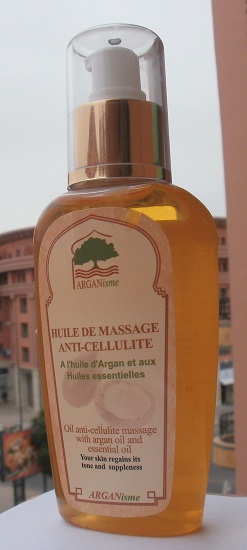 ARGANisme
HUILE DE MASSAGE
ANTI-CELLULITE
A l'huile d'Argan et aux
Huiles essentielles
Oil anti-cellulite massage
with argan oil and
essential oil
Your skin regains its
tone and suppleness
ARGANisme